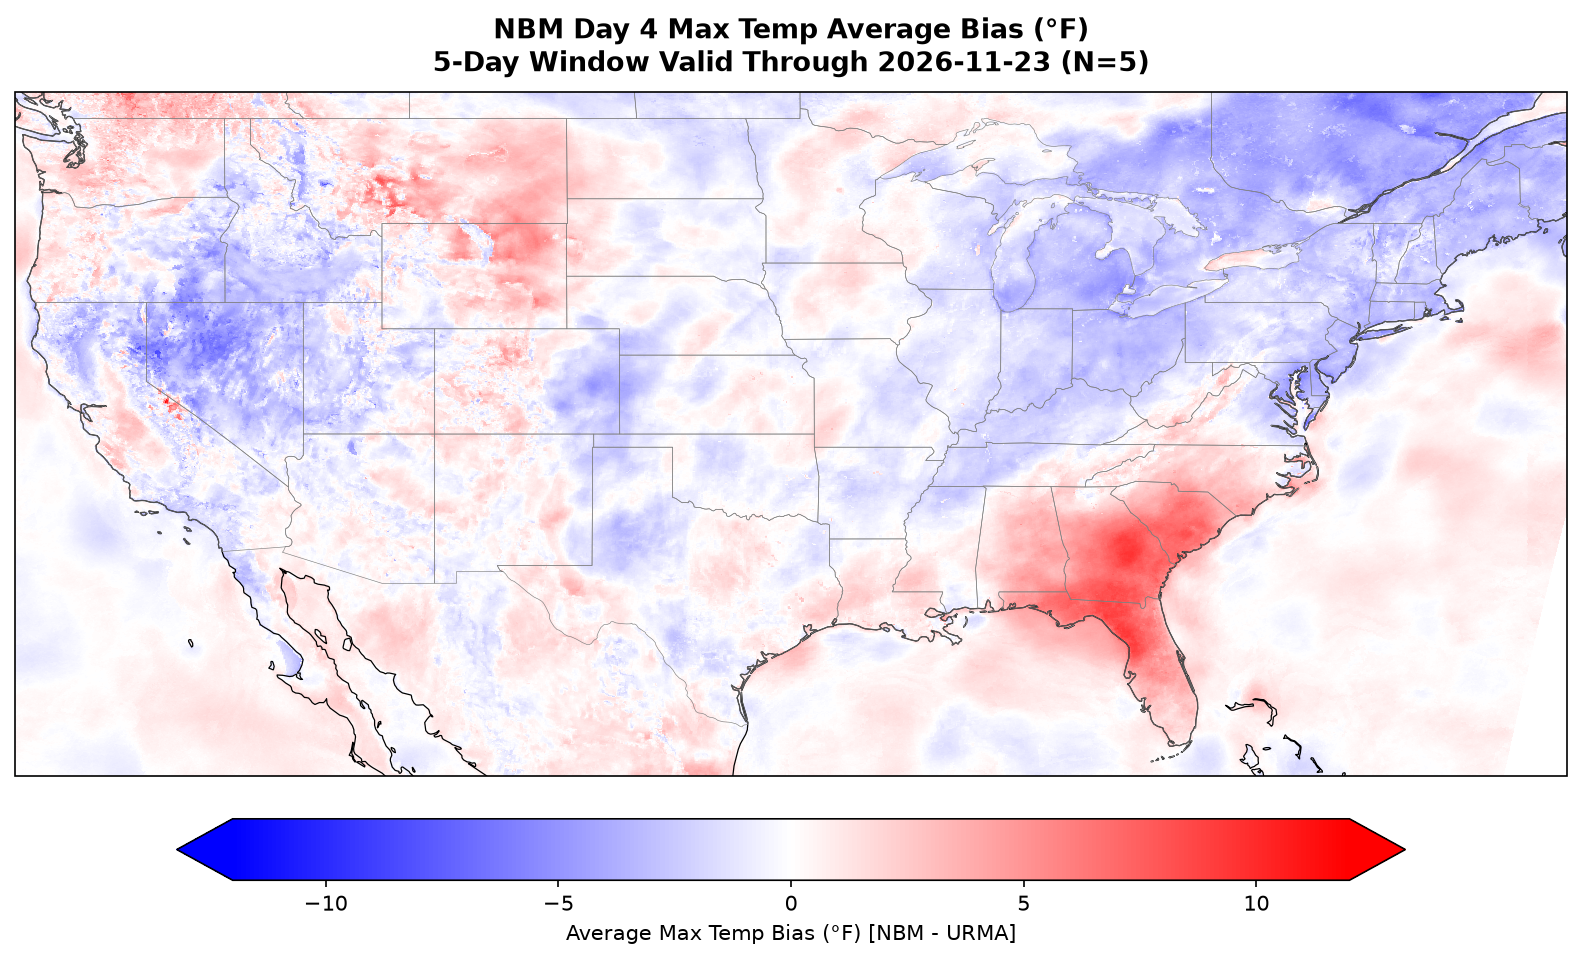 NBM Day 4 Max Temp Average Bias (°F)
5-Day Window Valid Through 2026-11-23 (N=5)
−10 −5 0 5 10
Average Max Temp Bias (°F) [NBM - URMA]